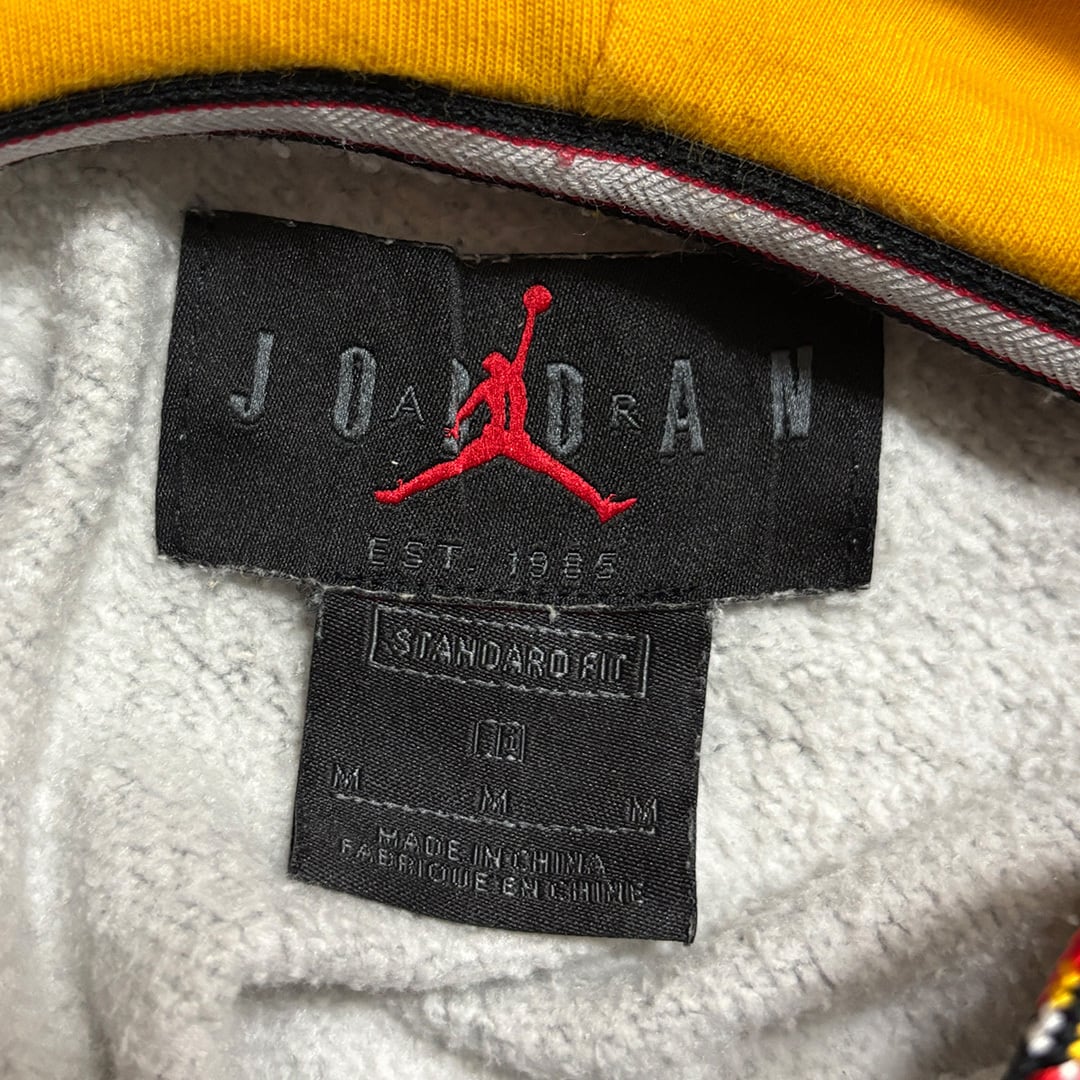 JORDAN
AIR
EST. 1985
STANDARD FIT
M M M
MADE IN CHINA
FABRIQUE EN CHINE